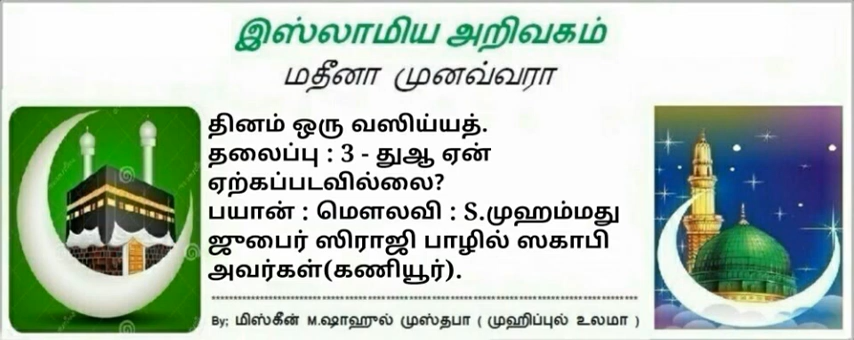 இஸ்லாமிய அறிவகம்
மதீனா முனவ்வரா
தினம் ஒரு வஸிய்யத்.
தலைப்பு : 3 - துஆ ஏன்
ஏற்கப்படவில்லை?
பயான் : மௌலவி : S.முஹம்மது
ஜுபைர் ஸிராஜி பாழில் ஸகாபி
அவர்கள்(கணியூர்).
By; மிஸ்கீன் M.ஷாஹுல் முஸ்தபா ( முஹிப்புல் உலமா )